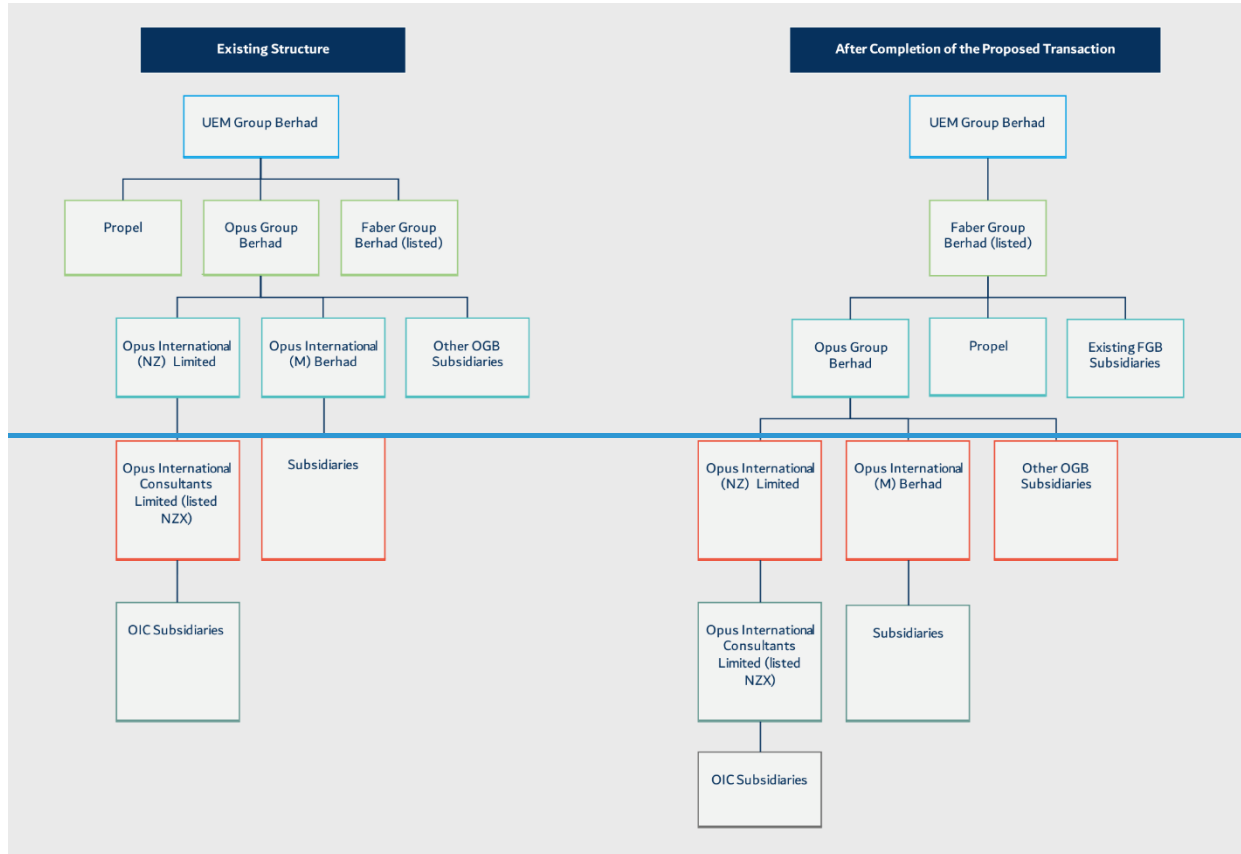 Existing Structure
UEM Group Berhad
Propel
Opus Group
Berhad
Faber Group
Berhad (listed)
Opus International
(NZ) Limited
Opus International
(M) Berhad
Other OGB
Subsidiaries
Opus International
Consultants
Limited (listed
NZX)
Subsidiaries
OIC Subsidiaries
After Completion of the Proposed Transaction
UEM Group Berhad
Faber Group
Berhad (listed)
Opus Group
Berhad
Propel
Existing FGB
Subsidiaries
Opus International
(NZ) Limited
Opus International
(M) Berhad
Other OGB
Subsidiaries
Opus International
Consultants
Limited (listed
NZX)
Subsidiaries
OIC Subsidiaries